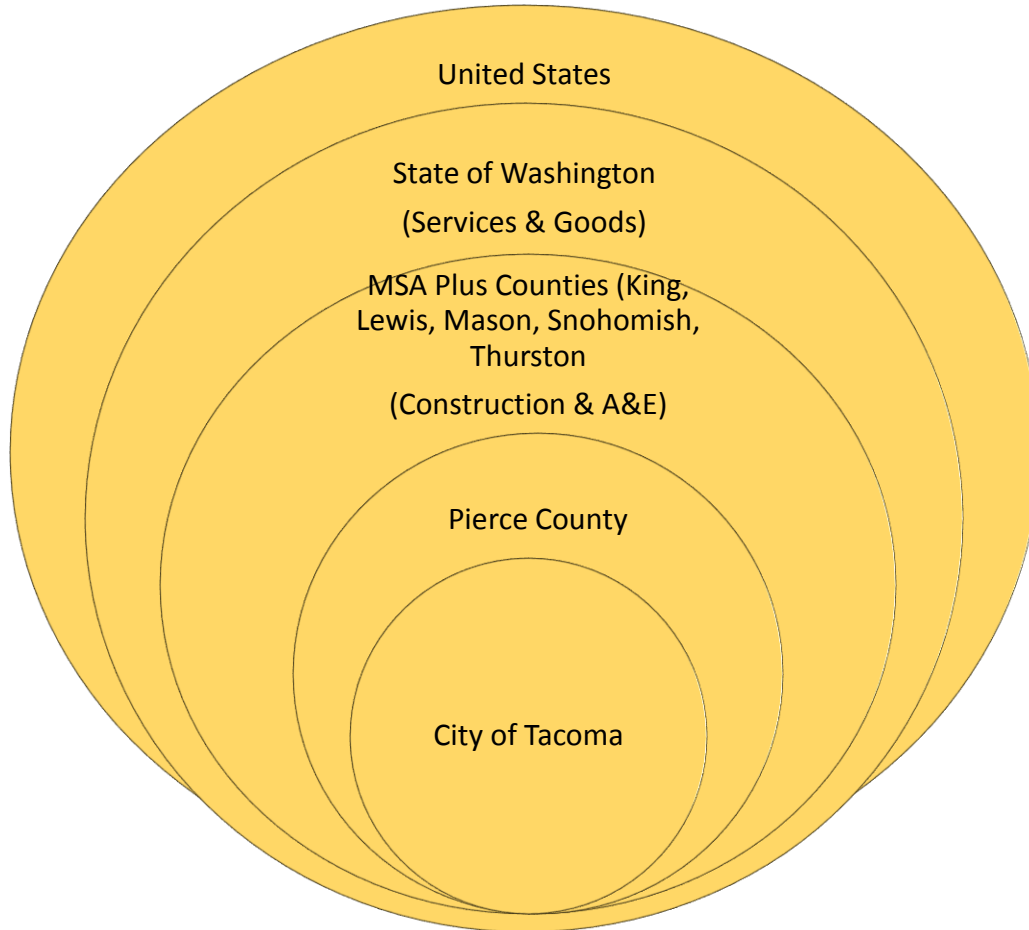 United States
State of Washington
(Services & Goods)
MSA Plus Counties (King,
Lewis, Mason, Snohomish,
Thurston
(Construction & A&E)
Pierce County
City of Tacoma